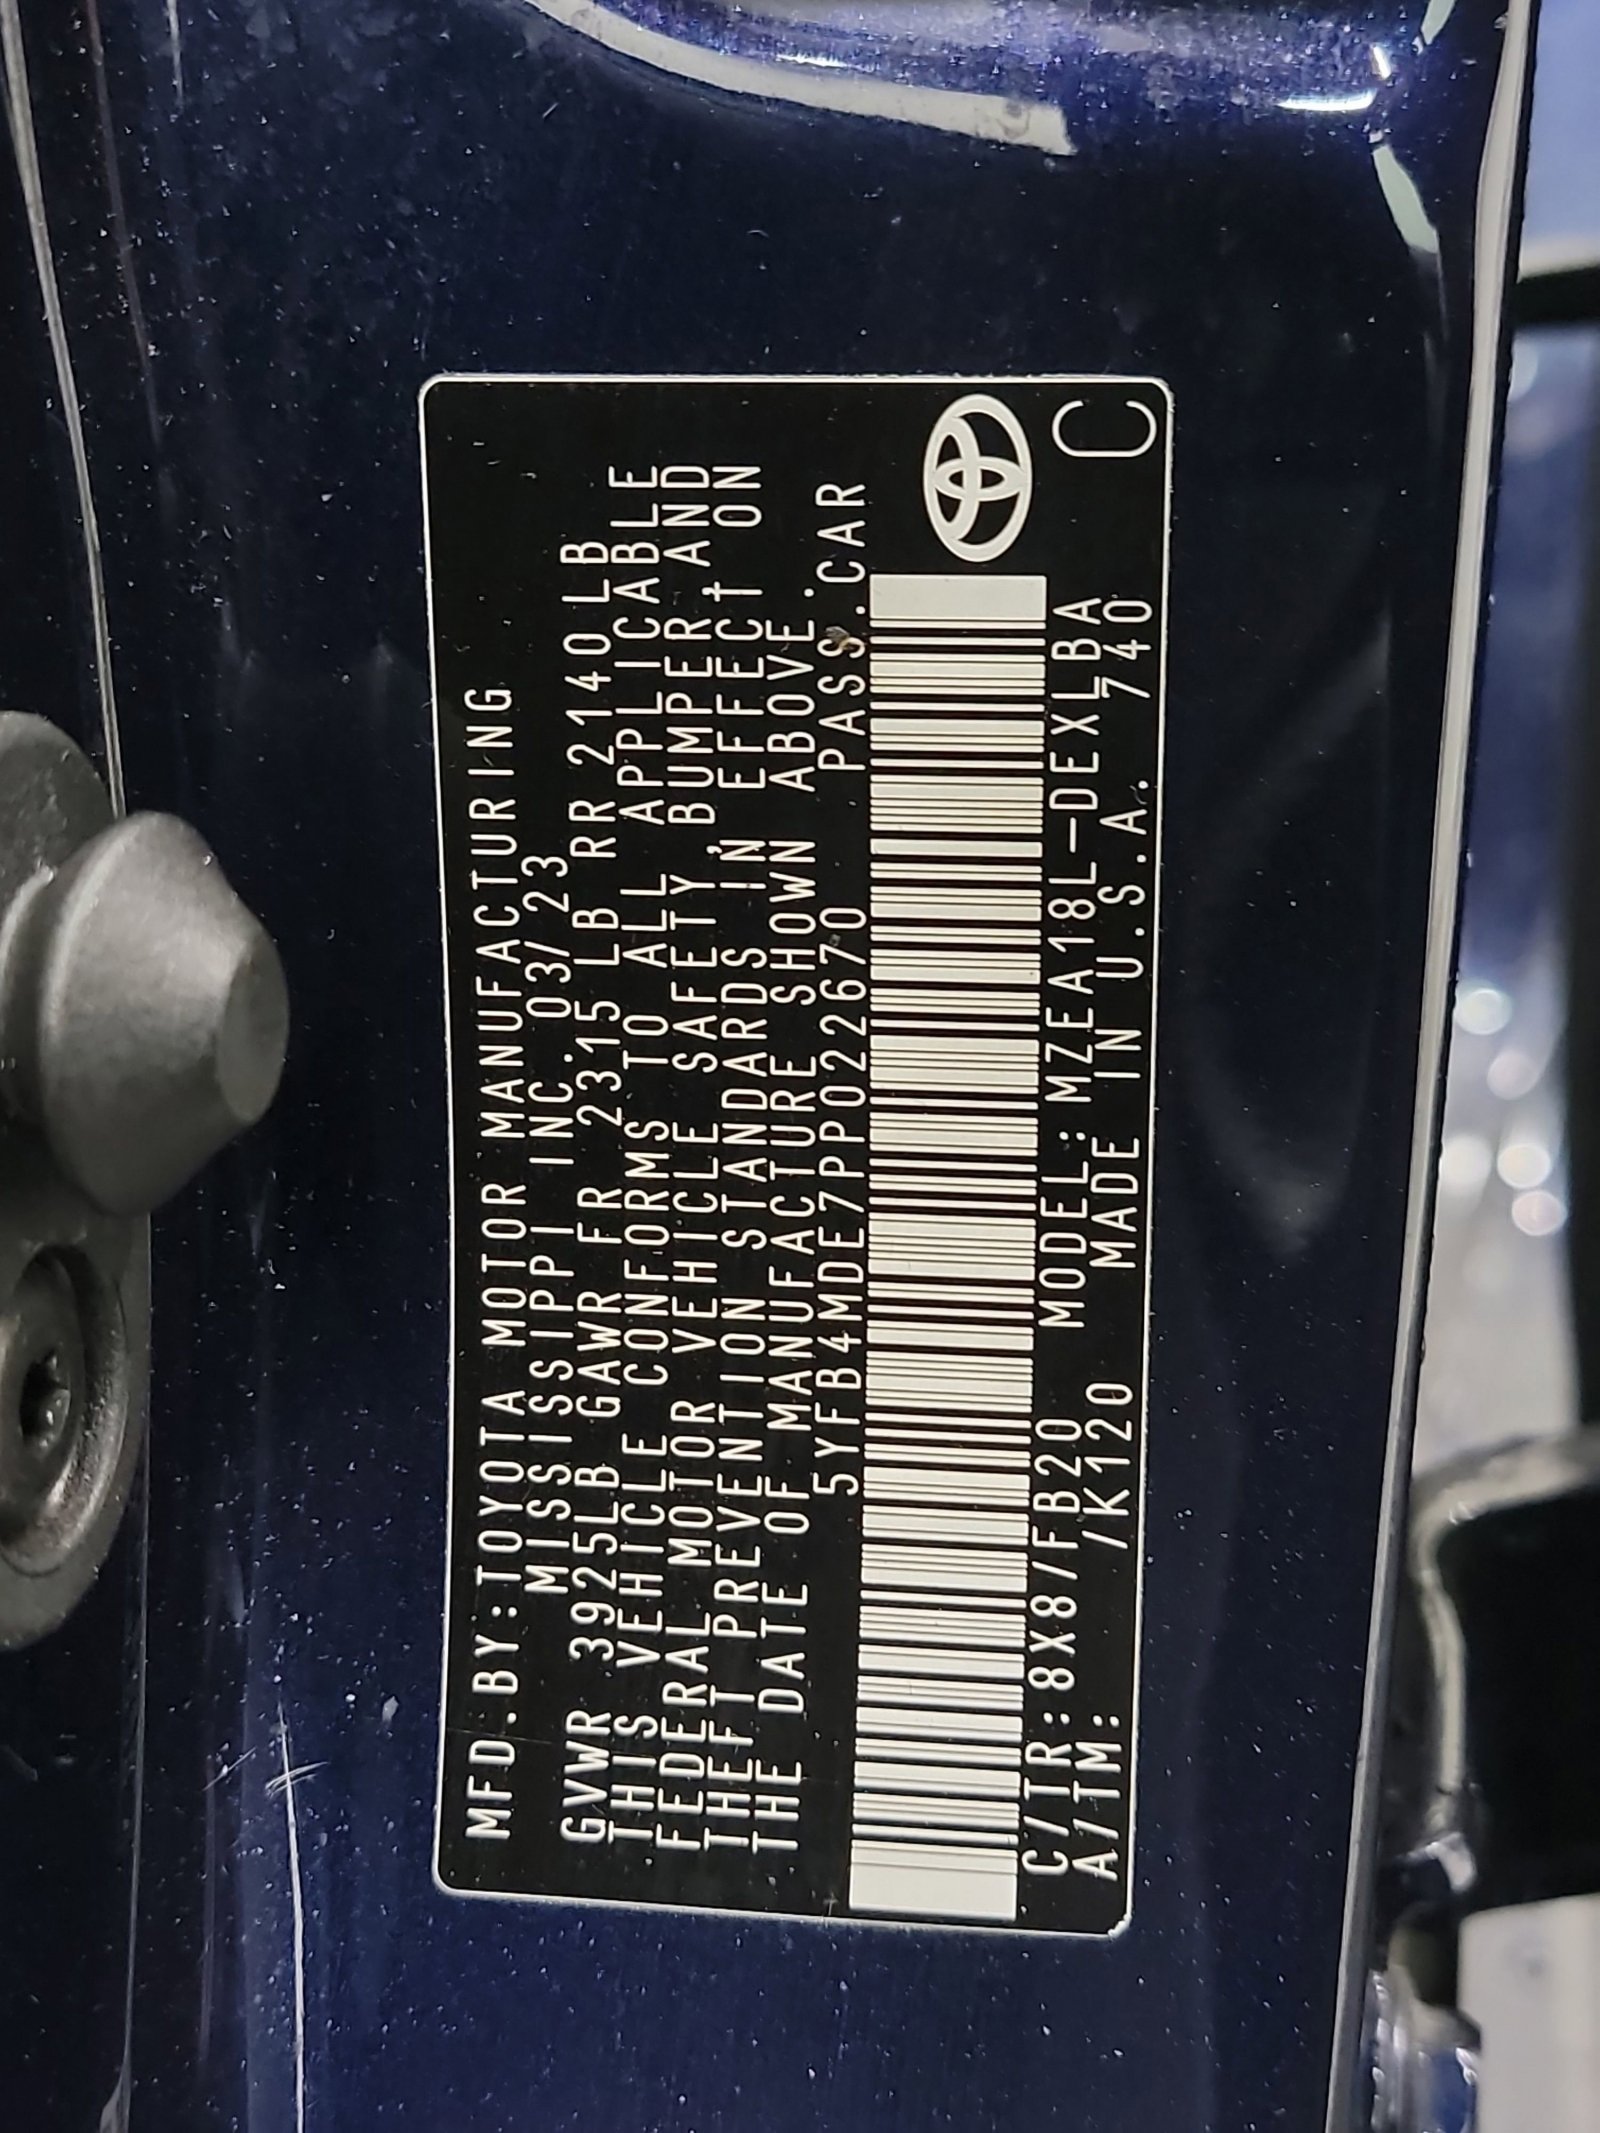 MFD.BY:TOYOTA MOTOR MANUFACTURING
MISSISSIPPI INC. 03/23
GVWR 3925LB GAWR FR 2315 LB RR 2140 LB
THIS VEHICLE CONFORMS TO ALL APPLICABLE
FEDERAL MOTOR VEHICLE SAFETY, BUMPER AND
THEFT PREVENTION STANDARDS IN EFFECT ON
THE DATE OF MANUFACTURE SHOWN ABOVE.
5YFB4MDE7PP022670 PASS.CAR
C/TR:8X8/FB20 MODEL:MZEA18L-DEXLBA
A/TM: /K120 MADE IN U.S.A. 740
C